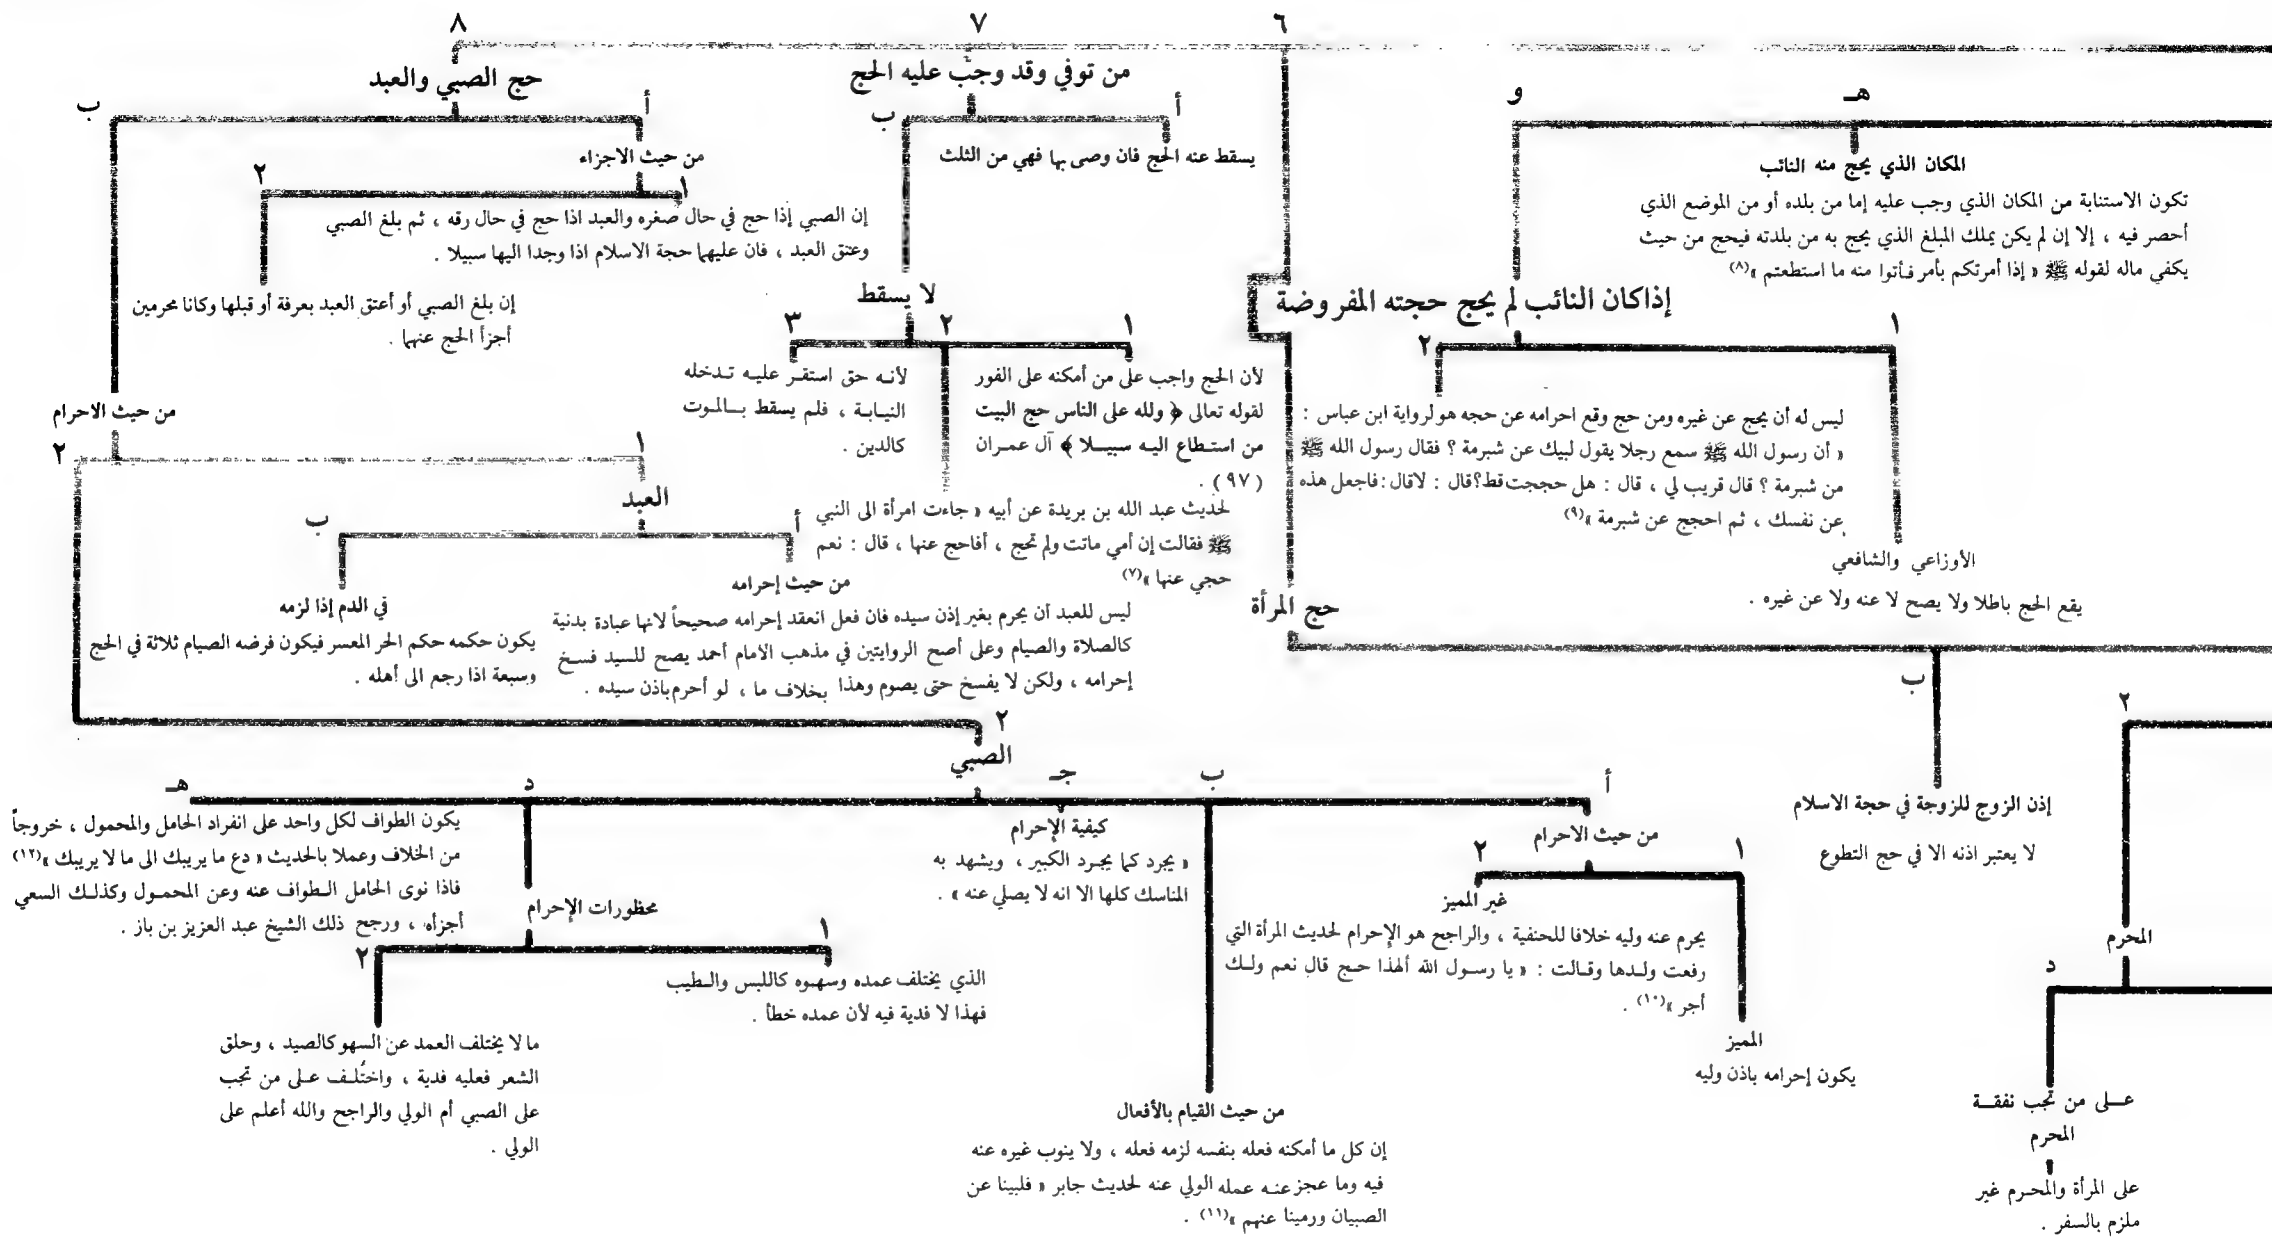 ٦
٧
٨
هـ
المكان الذي يحج منه النائب
تكون الاستنابة من المكان الذي وجب عليه إما من بلده أو من الموضع الذي
أحصر فيه ، إلا إن لم يكن يملك المبلغ الذي يحج به من بلدته فيحج من حيث
يكفي ماله لقوله ﷺ « إذا أمرتكم بأمر فأتوا منه ما استطعتم »(٨)
و
إذا كان النائب لم يحج حجته المفروضة
١
الأوزاعي والشافعي
يقع الحج باطلا ولا يصح لا عنه ولا عن غيره .
٢
ليس له أن يحج عن غيره ومن حج وقع احرامه عن حجه هو لرواية ابن عباس :
« أن رسول الله ﷺ سمع رجلا يقول لبيك عن شبرمة ؟ فقال رسول الله ﷺ
من شبرمة ؟ قال قريب لي ، قال : هل حججت قط؟ قال : لا قال : فاجعل هذه
عن نفسك ، ثم احجج عن شبرمة »(٩)
حج المرأة
ب
إذن الزوج للزوجة في حجة الاسلام
لا يعتبر اذنه الا في حج التطوع
٢
المحرم
د
علـى من تجب نفقـة
المحرم
على المرأة والمحرم غير
ملزم بالسفر .
من توفي وقد وجب عليه الحج
أ
يسقط عنه الحج فان وصى بها فهي من الثلث
ب
لا يسقط
١
لأن الحج واجب على من أمكنه على الفور
لقوله تعالى ﴿ ولله على الناس حج البيت
من استطاع اليه سبيلا ﴾ آل عمران
(٩٧) .
٢
لحديث عبد الله بن بريدة عن أبيه « جاءت امرأة الى النبي
ﷺ فقالت إن أمي ماتت ولم تحج ، أفاحج عنها ، قال : نعم
حجي عنها »(٧)
٣
لأنه حق استقر عليه تدخله
النيابة ، فلم يسقط بالموت
كالدين .
حج الصبي والعبد
أ
من حيث الاجزاء
١
إن الصبي إذا حج في حال صغره والعبد اذا حج في حال رقه ، ثم بلغ الصبي
وعتق العبد ، فان عليهما حجة الاسلام اذا وجدا اليها سبيلا .
٢
إن بلغ الصبي أو أعتق العبد بعرفة أو قبلها وكانا محرمين
أجزأ الحج عنهما .
ب
من حيث الاحرام
١
العبد
أ
من حيث إحرامه
ليس للعبد أن يحرم بغير إذن سيده فان فعل انعقد إحرامه صحيحاً لانها عبادة بدنية
كالصلاة والصيام وعلى أصح الروايتين في مذهب الامام أحمد يصح للسيد فسخ
إحرامه ، ولكن لا يفسخ حتى يصوم وهذا بخلاف ما ، لو أحرم باذن سيده .
ب
في الدم إذا لزمه
يكون حكمه حكم الحر المعسر فيكون فرضه الصيام ثلاثة في الحج
وسبعة اذا رجع الى أهله .
٢
٢
الصبي
أ
من حيث الاحرام
١
المميز
يكون إحرامه باذن وليه
٢
غير المميز
يحرم عنه وليه خلافا للحنفية ، والراجح هو الإحرام لحديث المرأة التي
رفعت ولدها وقالت : « يا رسول الله ألهذا حج قال نعم ولك
أجر »(١٠) .
ب
من حيث القيام بالأفعال
إن كل ما أمكنه فعله بنفسه لزمه فعله ، ولا ينوب غيره عنه
فيه وما عجز عنه عمله الولي عنه لحديث جابر « فلبينا عن
الصبيان ورمينا عنهم »(١١) .
جـ
كيفية الإحرام
« يجرد كما يجرد الكبير ، ويشهد به
المناسك كلها الا انه لا يصلي عنه » .
د
محظورات الإحرام
١
الذي يختلف عمده وسهوه كاللبس والطيب
فهذا لا فدية فيه لأن عمده خطأ .
٢
ما لا يختلف العمد عن السهو كالصيد ، وحلق
الشعر فعليه فدية ، واختُلف على من تجب
على الصبي أم الولي والراجح والله أعلم على
الولي .
هـ
يكون الطواف لكل واحد على انفراد الحامل والمحمول ، خروجاً
من الخلاف وعملا بالحديث « دع ما يريبك الى ما لا يريبك »(١٢)
فاذا نوى الحامل الطواف عنه وعن المحمول وكذلك السعي
أجزأه ، ورجح ذلك الشيخ عبد العزيز بن باز .